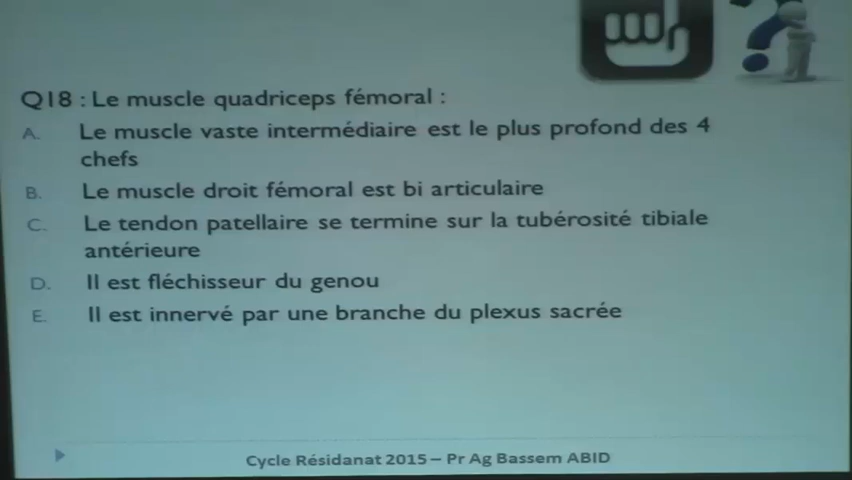 Q18 : Le muscle quadriceps fémoral :
A. Le muscle vaste intermédiaire est le plus profond des 4
chefs
B. Le muscle droit fémoral est bi articulaire
C. Le tendon patellaire se termine sur la tubérosité tibiale
antérieure
D. Il est fléchisseur du genou
E. Il est innervé par une branche du plexus sacrée
Cycle Résidanat 2015 – Pr Ag Bassem ABID